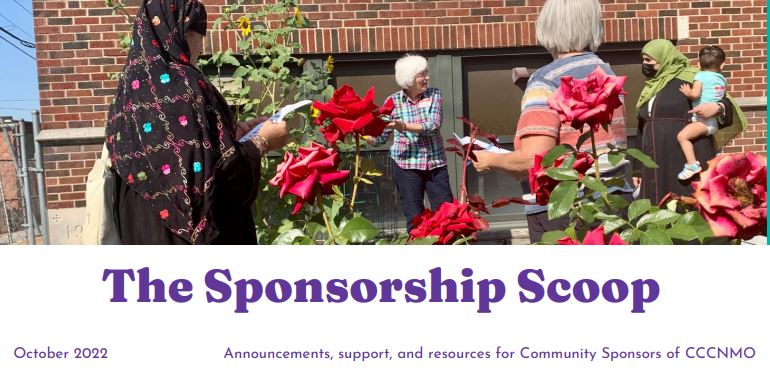 The Sponsorship Scoop
October 2022
Announcements, support, and resources for Community Sponsors of CCCNMO